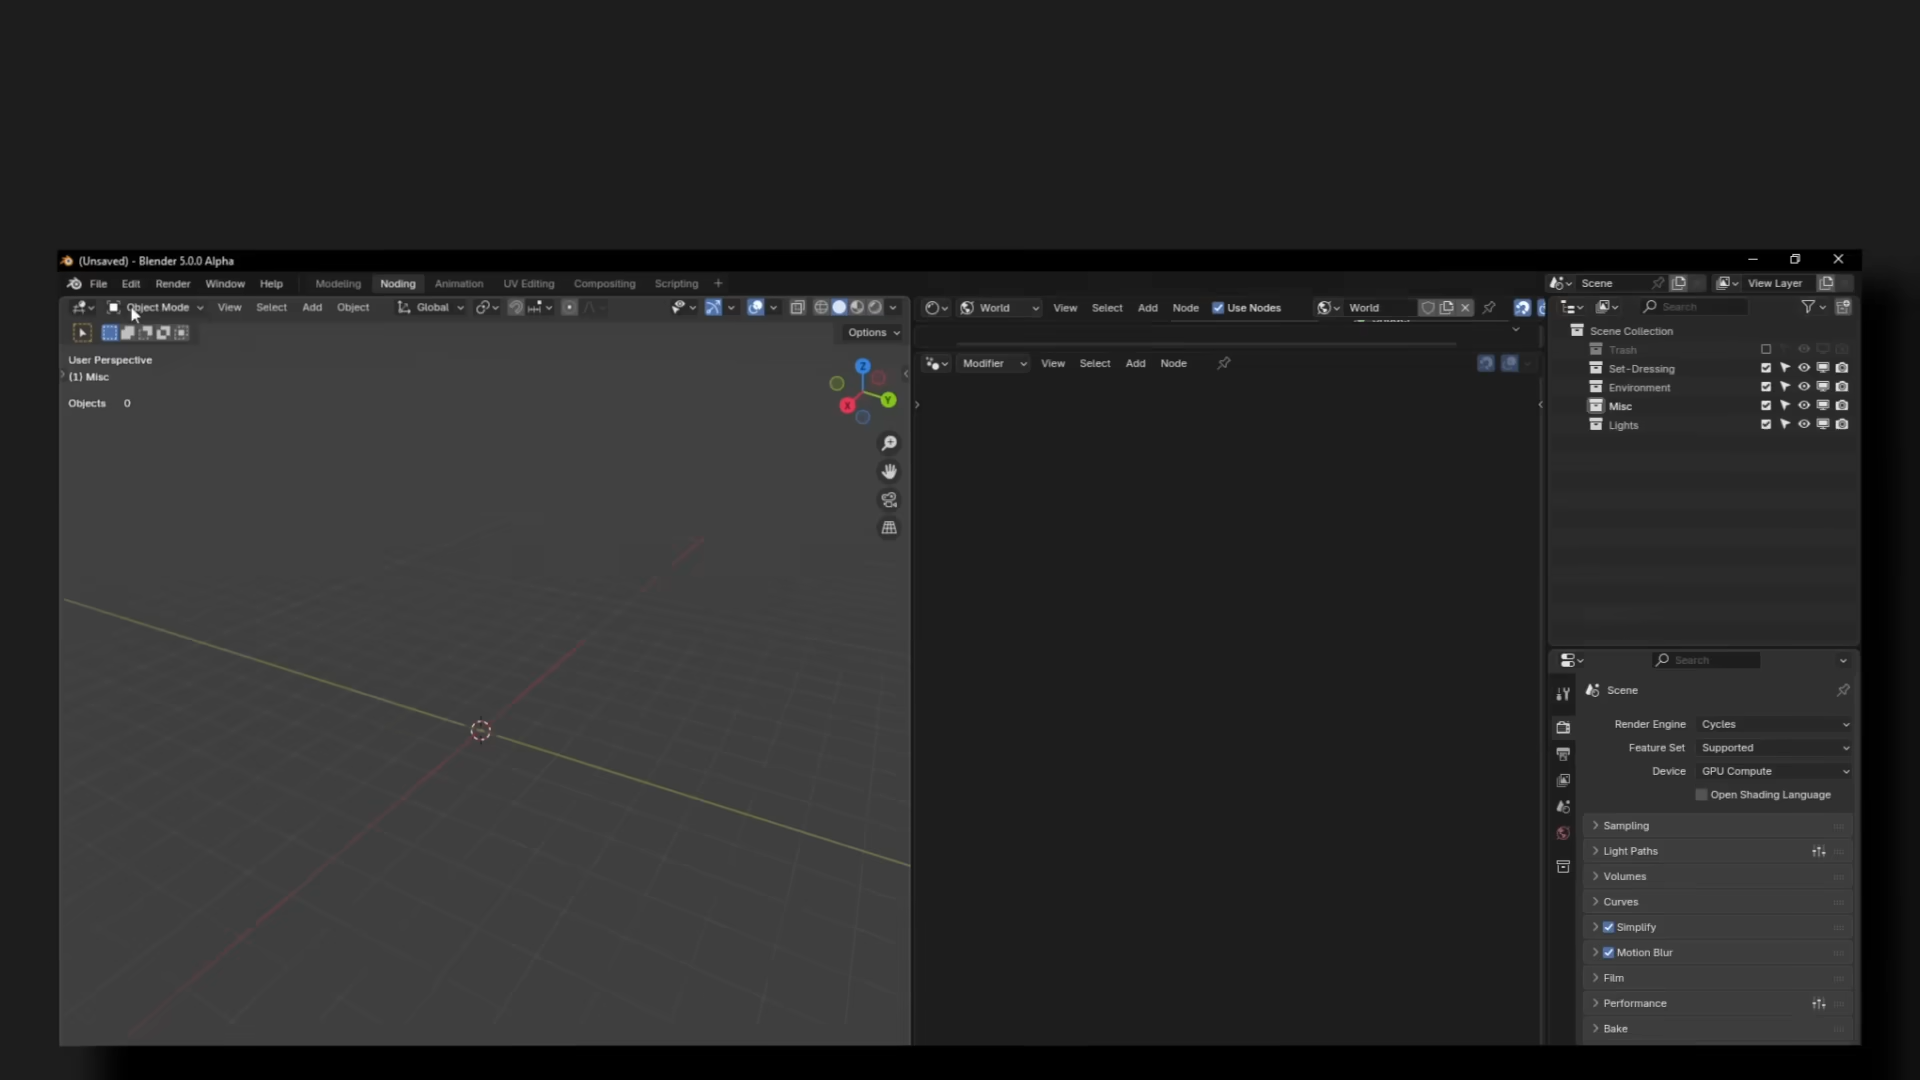 (Unsaved) - Blender 5.0.0 Alpha
File Edit Render Window Help Modeling Noding Animation UV Editing Compositing Scripting + Scene View Layer
Object Mode View Select Add Object Global
Options
User Perspective
(1) Misc
Objects 0
Z
Y
X
World View Select Add Node Use Nodes World
Modifier View Select Add Node
Search
Scene Collection
Trash
Set-Dressing
Environment
Misc
Lights
Search
Scene
Render Engine Cycles
Feature Set Supported
Device GPU Compute
Open Shading Language
Sampling
Light Paths
Volumes
Curves
Simplify
Motion Blur
Film
Performance
Bake